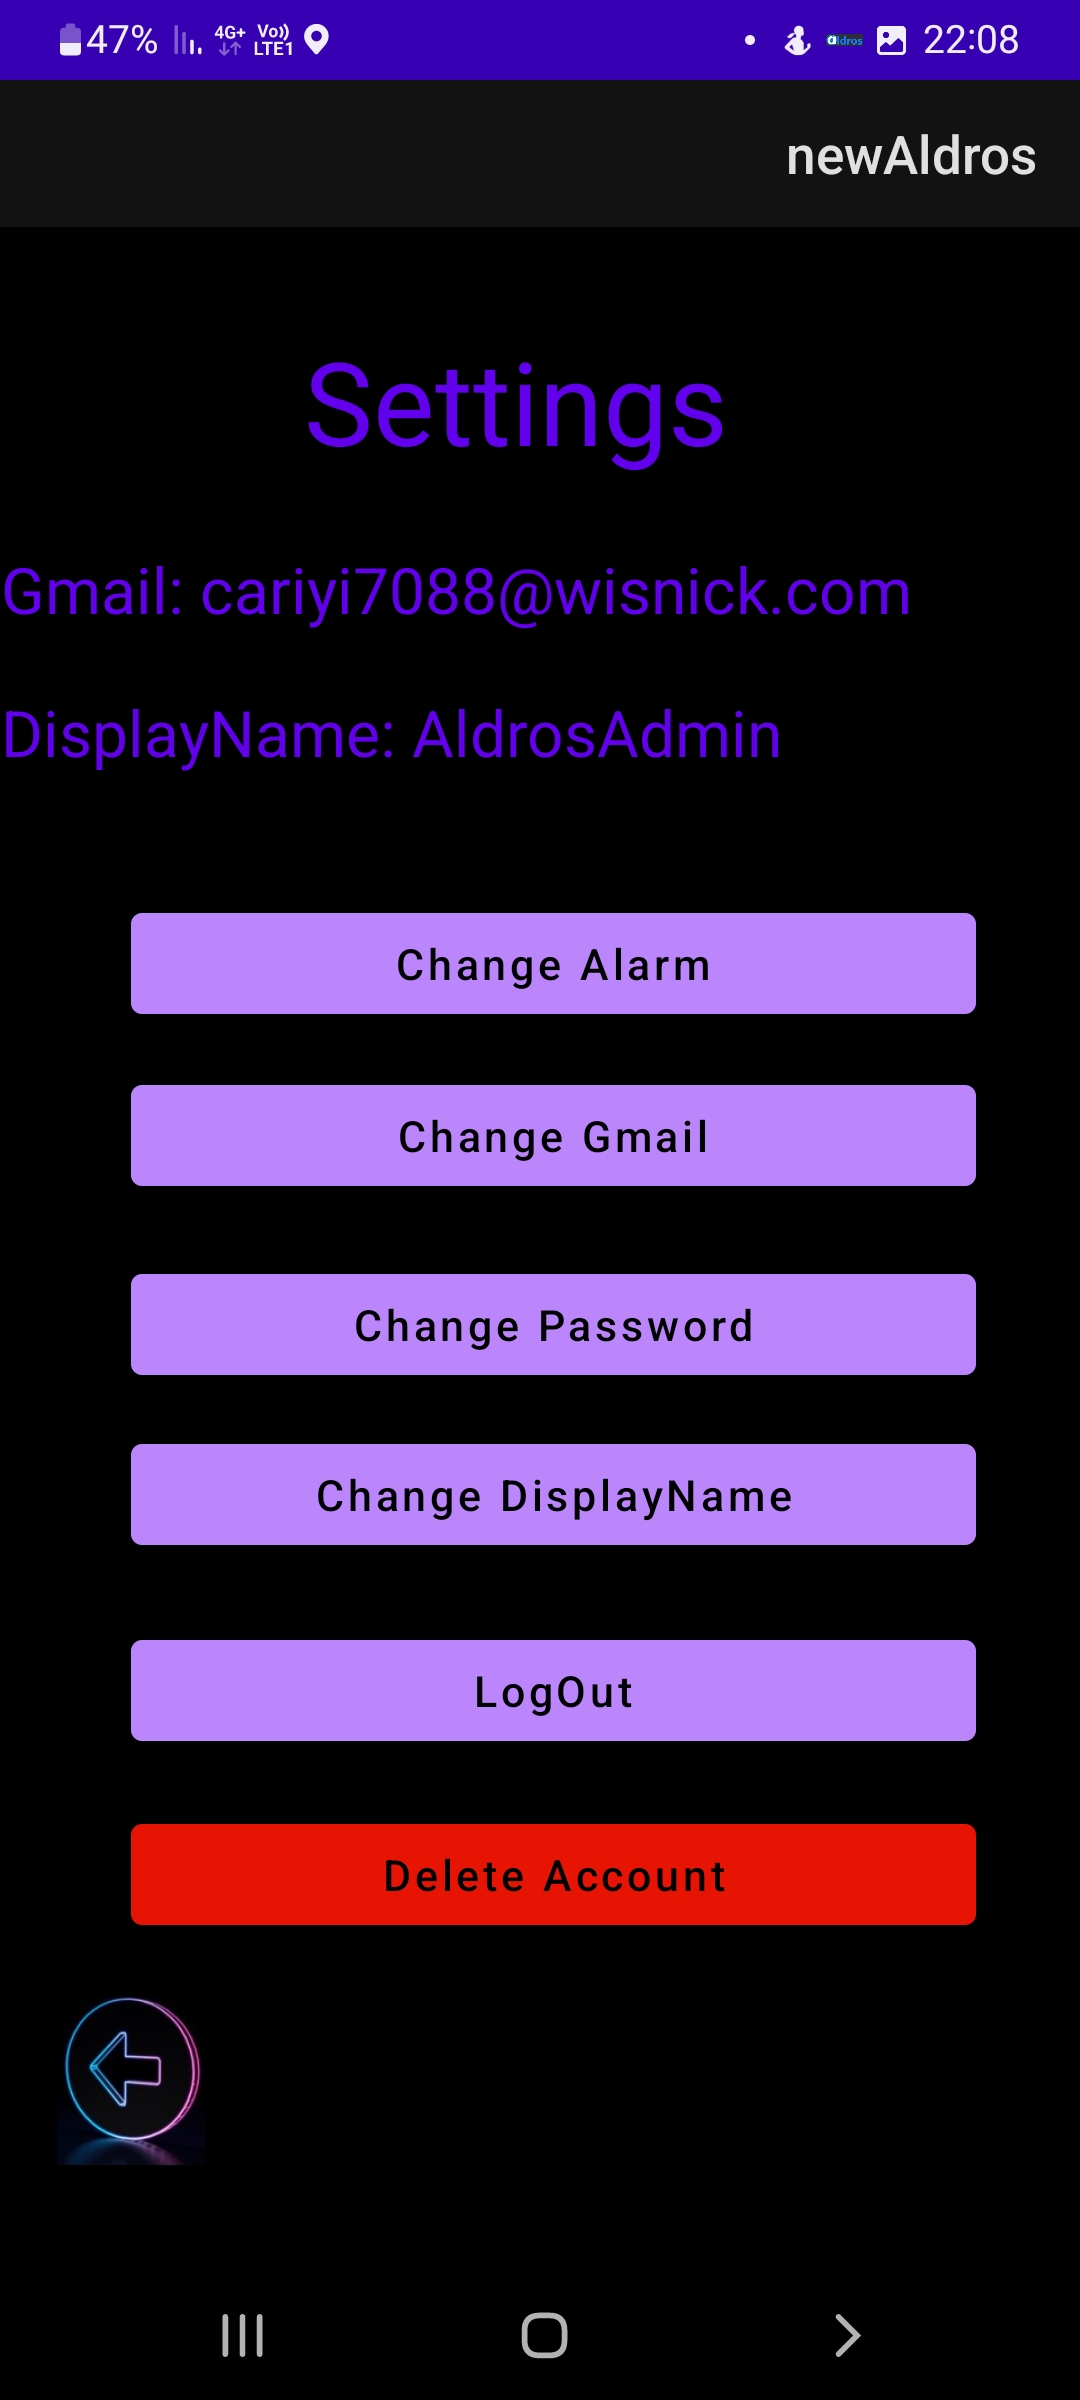 47% 4G+ Vo)) LTE1 aldros 22:08
newAldros
Settings
Gmail: cariyi7088@wisnick.com
DisplayName: AldrosAdmin
Change Alarm
Change Gmail
Change Password
Change DisplayName
LogOut
Delete Account